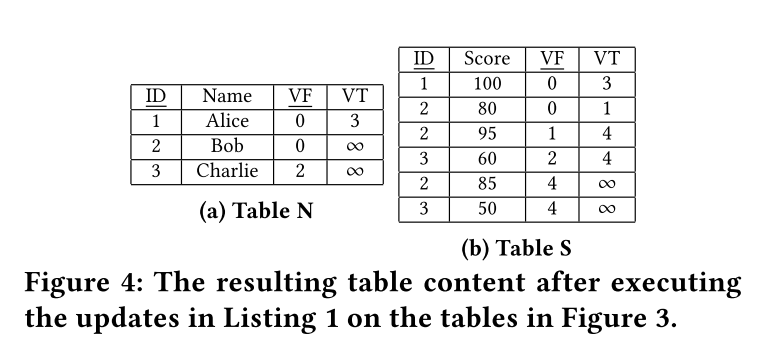 ID Name VF VT
1 Alice 0 3
2 Bob 0 ∞
3 Charlie 2 ∞
(a) Table N
ID Score VF VT
1 100 0 3
2 80 0 1
2 95 1 4
3 60 2 4
2 85 4 ∞
3 50 4 ∞
(b) Table S
Figure 4: The resulting table content after executing
the updates in Listing 1 on the tables in Figure 3.